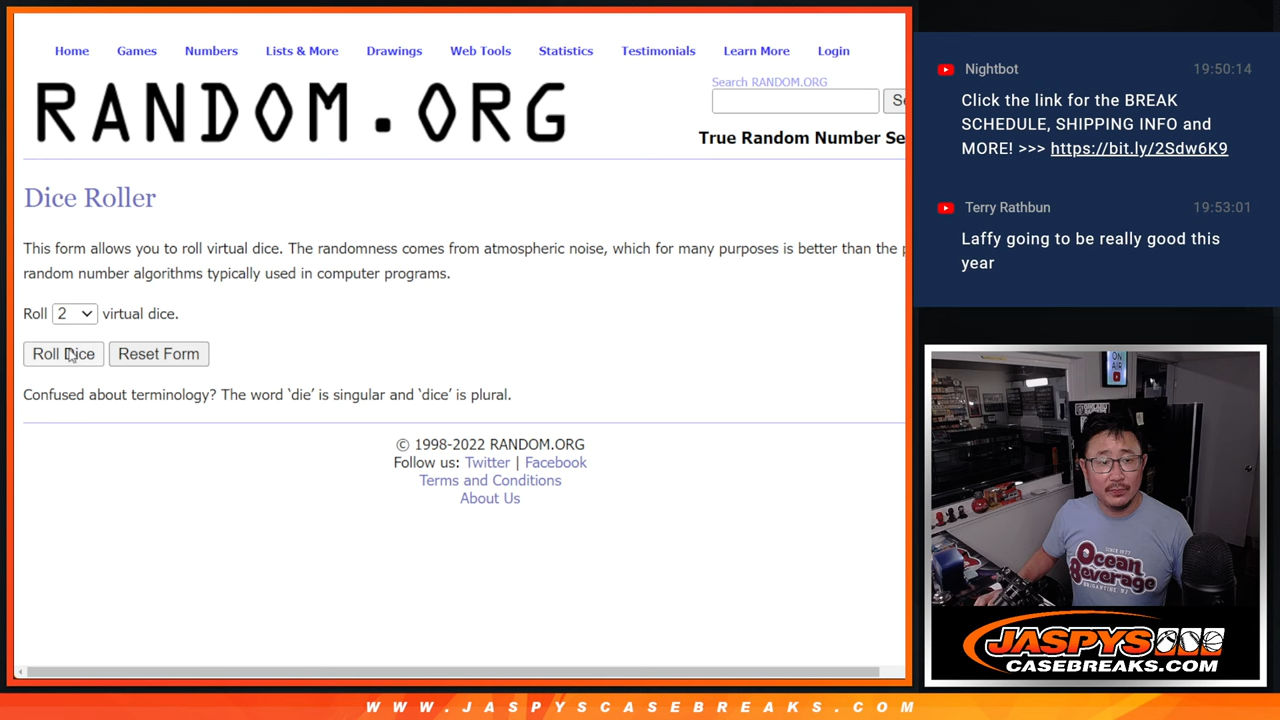 Home Games Numbers Lists & More Drawings Web Tools Statistics Testimonials Learn More Login
RANDOM.ORG
Search RANDOM.ORG
True Random Number Se
Dice Roller
This form allows you to roll virtual dice. The randomness comes from atmospheric noise, which for many purposes is better than the p
random number algorithms typically used in computer programs.
Roll 2 virtual dice.
Roll Dice Reset Form
Confused about terminology? The word ‘die’ is singular and ‘dice’ is plural.
© 1998-2022 RANDOM.ORG
Follow us: Twitter | Facebook
Terms and Conditions
About Us
Nightbot 19:50:14
Click the link for the BREAK
SCHEDULE, SHIPPING INFO and
MORE! >>> https://bit.ly/2Sdw6K9
Terry Rathbun 19:53:01
Laffy going to be really good this
year
ON
AIR
SINCE 1977
Ocean
Beverage
BRIGANTINE, NJ
JASPYS
CASEBREAKS.COM
WWW.JASPYSCASEBREAKS.COM